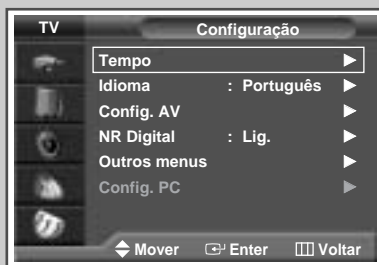 TV Configuração
Tempo
Idioma : Português
Config. AV
NR Digital : Lig.
Outros menus
Config. PC
Mover Enter Voltar